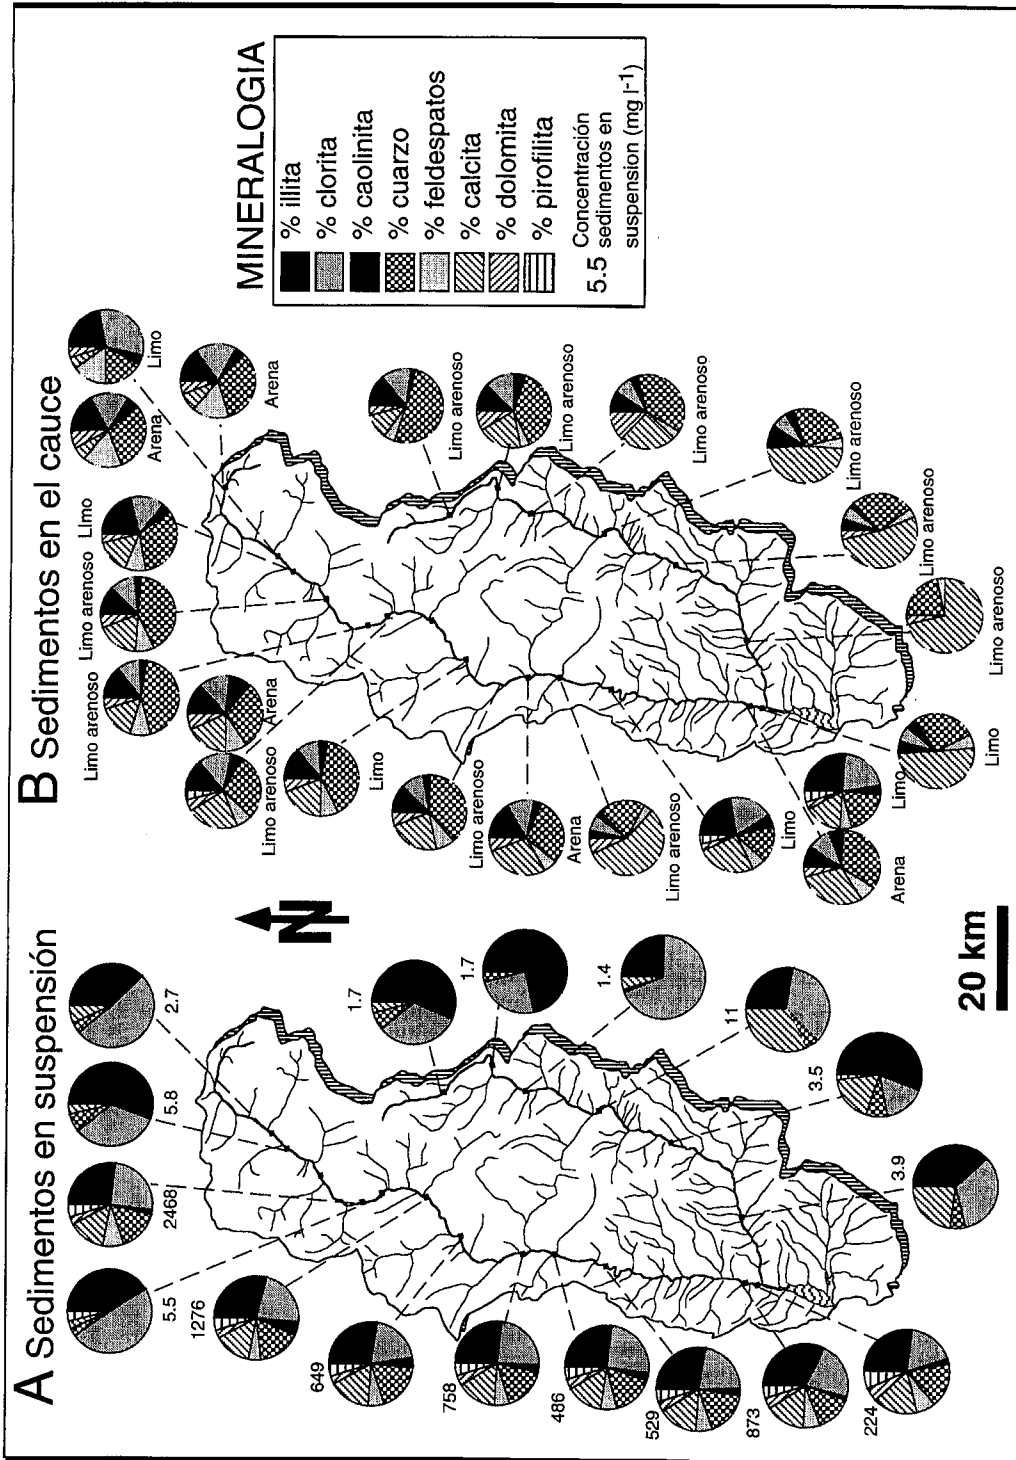 A Sedimentos en suspensión
2.7
5.8
2468
5.5
1276
649
758
486
529
873
224
1.7
1.7
1.4
11
3.5
3.9
N
20 km
B Sedimentos en el cauce
Limo
Arena
Arena
LImo
Limo arenoso
Limo arenoso
Arena
Limo arenoso
Limo
Limo arenoso
Arena
Limo arenoso
Limo
Limo
Arena
Limo arenoso
Limo arenoso
Limo arenoso
Limo arenoso
Limo arenoso
Limo arenoso
Limo
MINERALOGIA
% illita
% clorita
% caolinita
% cuarzo
% feldespatos
% calcita
% dolomita
% pirofilita
5.5 Concentración
sedimentos en
suspension (mg l-1)